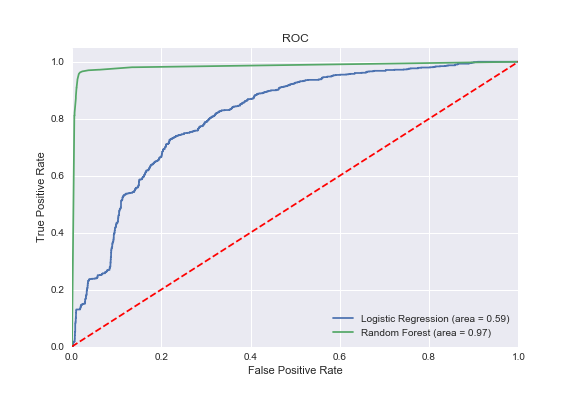 ROC
True Positive Rate
1.0
0.8
0.6
0.4
0.2
0.0
Logistic Regression (area = 0.59)
Random Forest (area = 0.97)
0.0 0.2 0.4 0.6 0.8 1.0
False Positive Rate